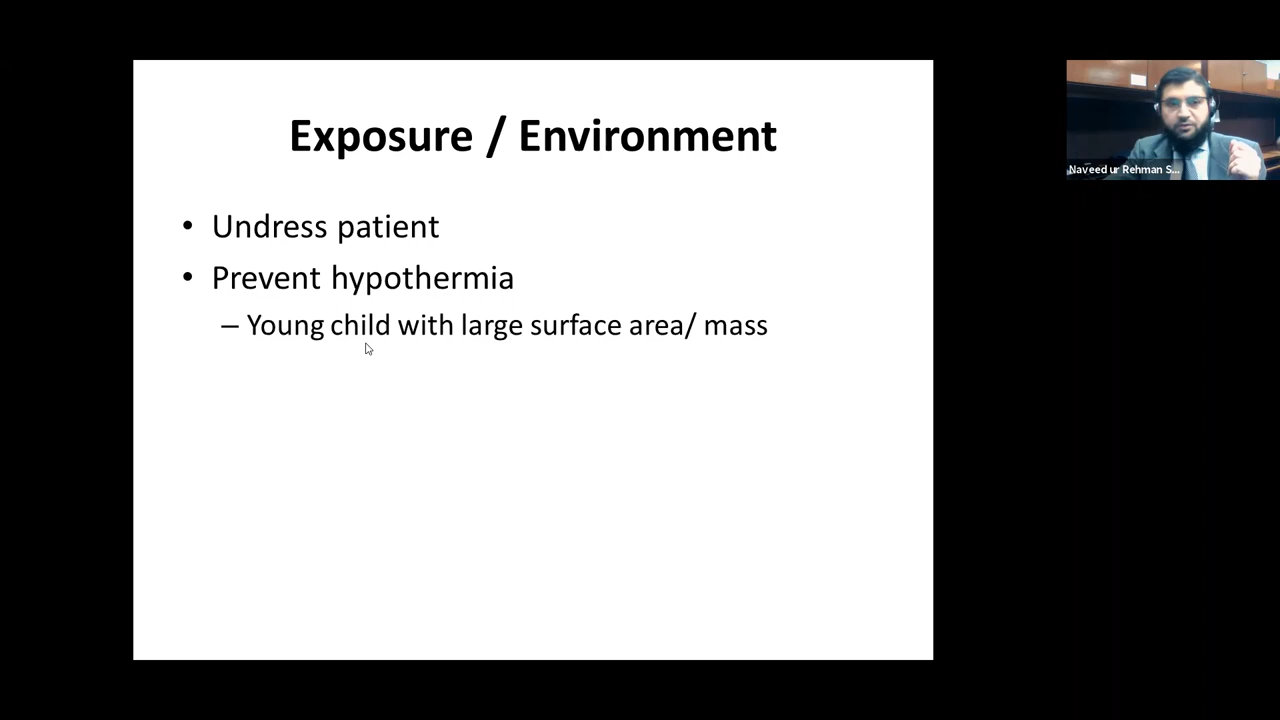 Exposure / Environment
• Undress patient
• Prevent hypothermia
– Young child with large surface area/ mass
Naveed ur Rehman S...